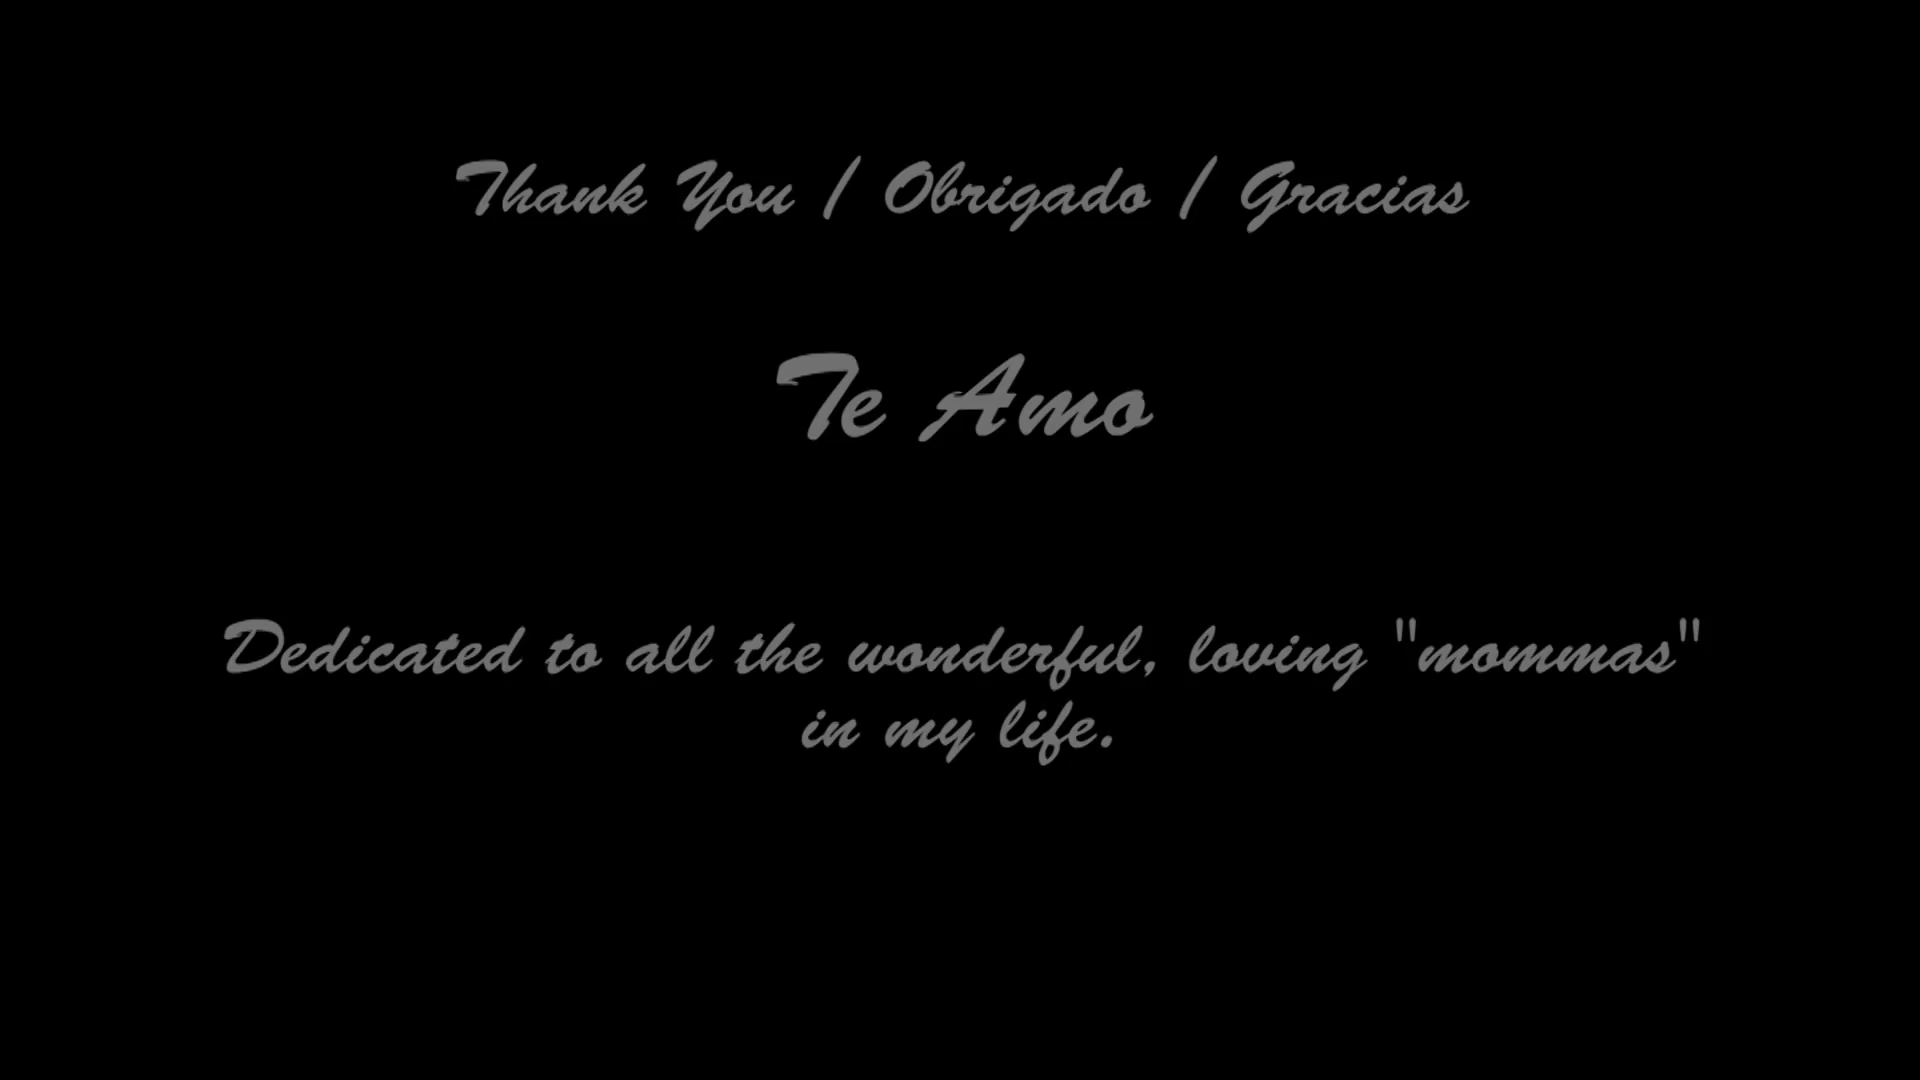 Thank You / Obrigado / Gracias
Te Amo
Dedicated to all the wonderful, loving "mommas"
in my life.